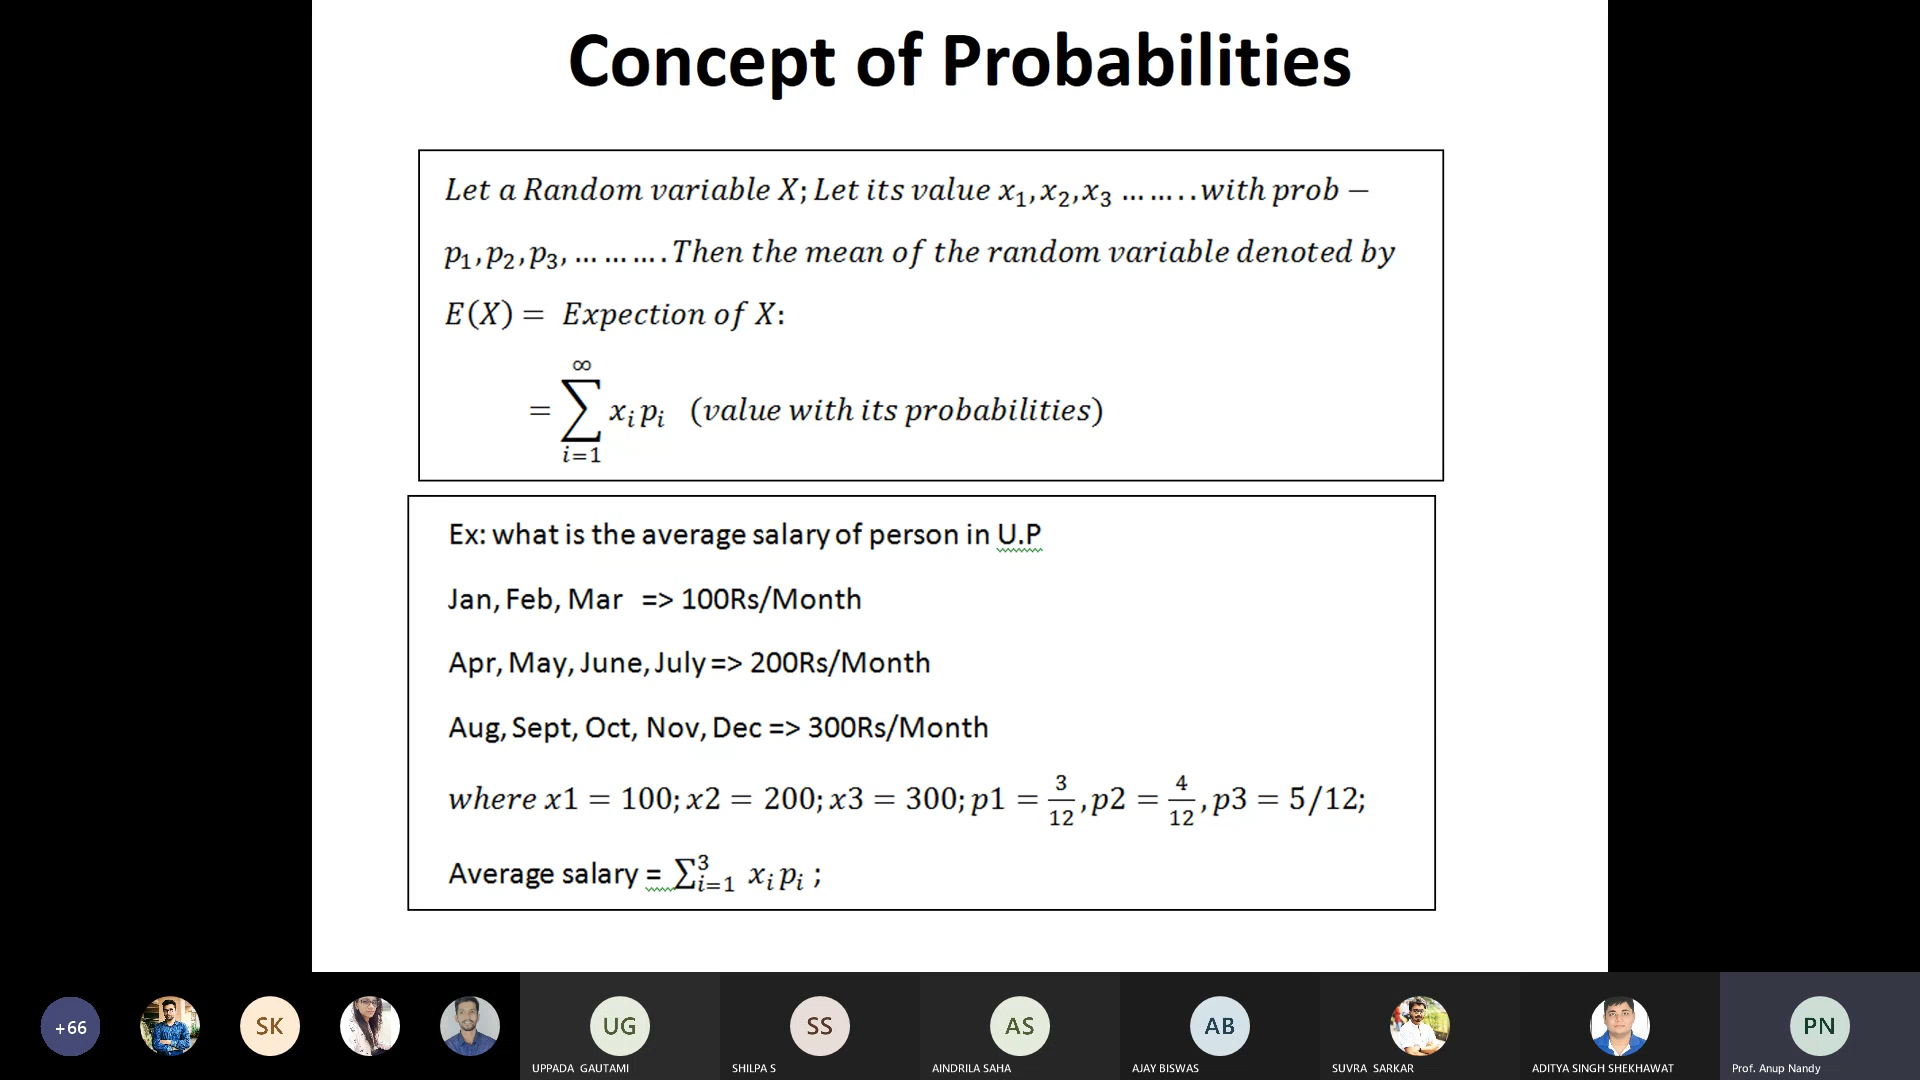 Concept of Probabilities
Let a Random variable X; Let its value x₁,x₂,x₃ ........with prob −
p₁,p₂,p₃, ..........Then the mean of the random variable denoted by
E(X) = Expection of X:
= ∑_{i=1}^{∞} xᵢpᵢ (value with its probabilities)
Ex: what is the average salary of person in U.P
Jan, Feb, Mar => 100Rs/Month
Apr, May, June, July => 200Rs/Month
Aug, Sept, Oct, Nov, Dec => 300Rs/Month
where x1 = 100; x2 = 200; x3 = 300; p1 = 3/12, p2 = 4/12, p3 = 5/12;
Average salary = ∑_{i=1}^{3} xᵢpᵢ ;
+66
SK
UG
SS
AS
AB
PN
UPPADA GAUTAMI
SHILPA S
AINDRILA SAHA
AJAY BISWAS
SUVRA SARKAR
ADITYA SINGH SHEKHAWAT
Prof. Anup Nandy